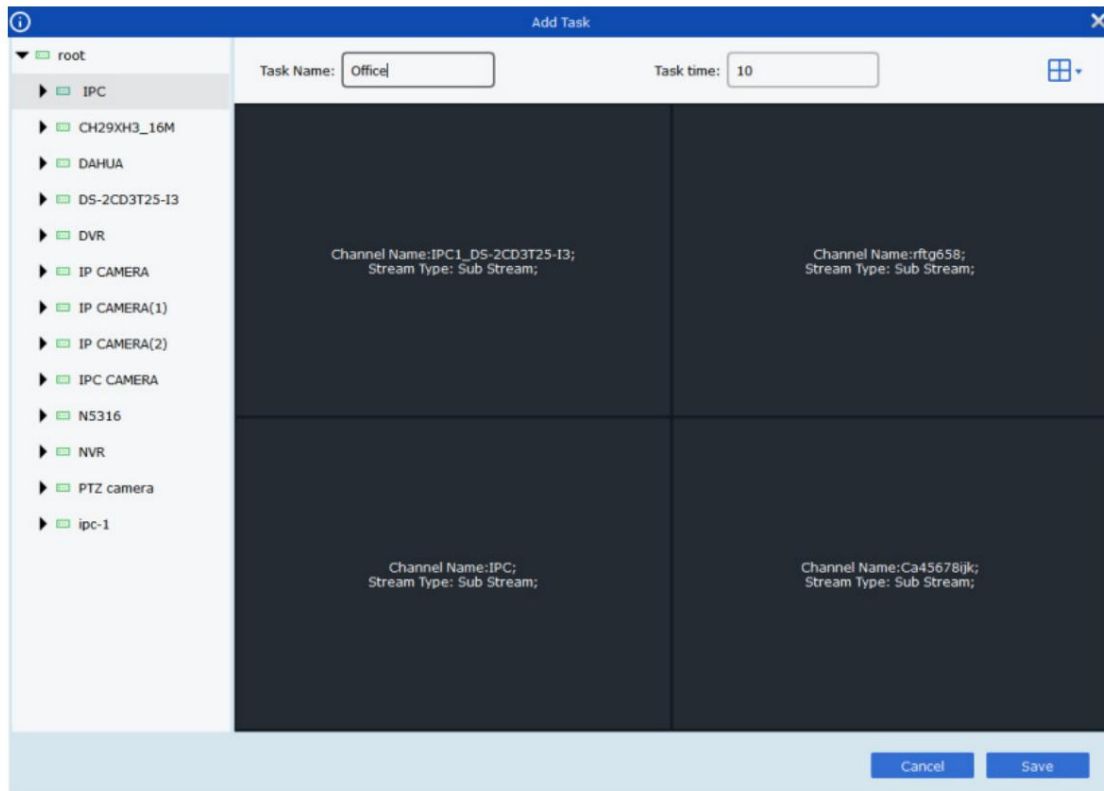 Add Task
root
IPC
CH29XH3_16M
DAHUA
DS-2CD3T25-I3
DVR
IP CAMERA
IP CAMERA(1)
IP CAMERA(2)
IPC CAMERA
N5316
NVR
PTZ camera
ipc-1
Task Name: Office
Task time: 10
Channel Name:IPC1_DS-2CD3T25-I3;
Stream Type: Sub Stream;
Channel Name:rftg658;
Stream Type: Sub Stream;
Channel Name:IPC;
Stream Type: Sub Stream;
Channel Name:Ca45678ijk;
Stream Type: Sub Stream;
Cancel
Save